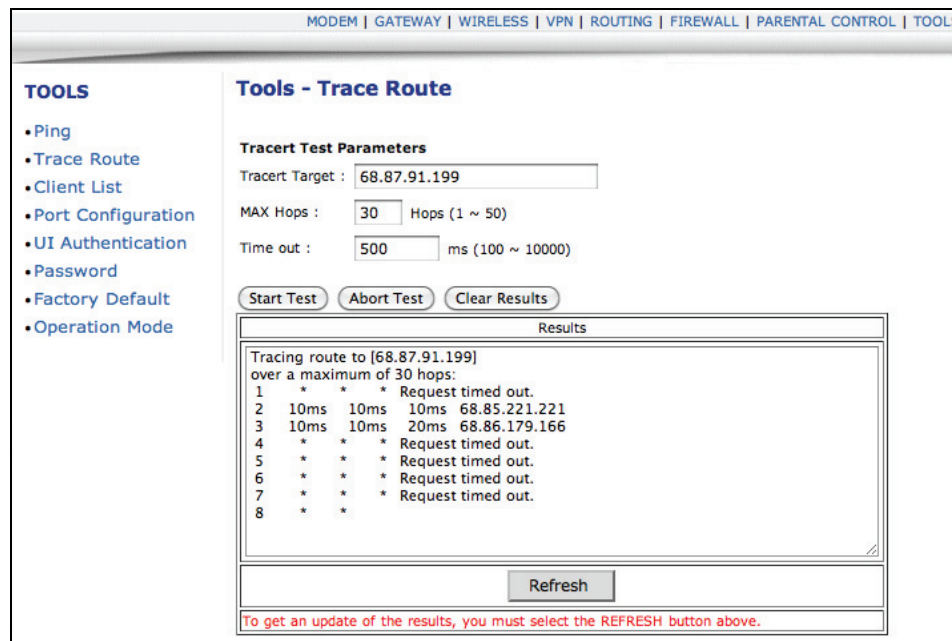 MODEM | GATEWAY | WIRELESS | VPN | ROUTING | FIREWALL | PARENTAL CONTROL | TOOLS
TOOLS
• Ping
• Trace Route
• Client List
• Port Configuration
• UI Authentication
• Password
• Factory Default
• Operation Mode
Tools - Trace Route
Tracert Test Parameters
Tracert Target : 68.87.91.199
MAX Hops : 30 Hops (1 ~ 50)
Time out : 500 ms (100 ~ 10000)
Start Test Abort Test Clear Results
Results
Tracing route to [68.87.91.199]
over a maximum of 30 hops:
1 * * * Request timed out.
2 10ms 10ms 10ms 68.85.221.221
3 10ms 10ms 20ms 68.86.179.166
4 * * * Request timed out.
5 * * * Request timed out.
6 * * * Request timed out.
7 * * * Request timed out.
8 * *
Refresh
To get an update of the results, you must select the REFRESH button above.